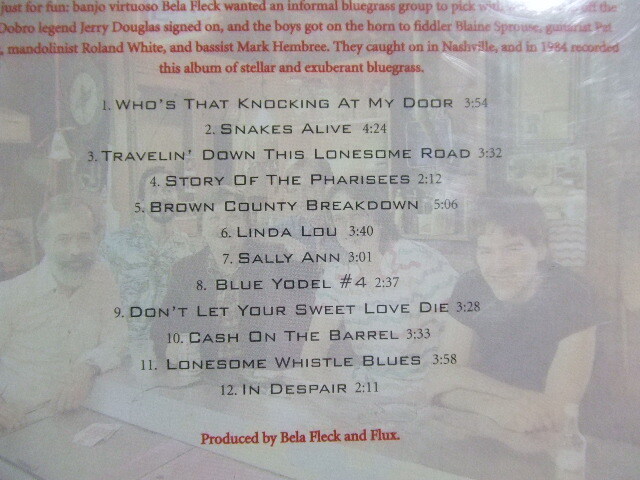 just for fun: banjo virtuoso Bela Fleck wanted an informal bluegrass group to pick with, off the
Dobro legend Jerry Douglas signed on, and the boys got on the horn to fiddler Blaine Sprouse, guitarist Pat
, mandolinist Roland White, and bassist Mark Hembree. They caught on in Nashville, and in 1984 recorded
this album of stellar and exuberant bluegrass.
1. Who's That Knocking At My Door 3:54
2. Snakes Alive 4:24
3. Travelin' Down This Lonesome Road 3:32
4. Story Of The Pharisees 2:12
5. Brown County Breakdown 5:06
6. Linda Lou 3:40
7. Sally Ann 3:01
8. Blue Yodel #4 2:37
9. Don't Let Your Sweet Love Die 3:28
10. Cash On The Barrel 3:33
11. Lonesome Whistle Blues 3:58
12. In Despair 2:11
Produced by Bela Fleck and Flux.